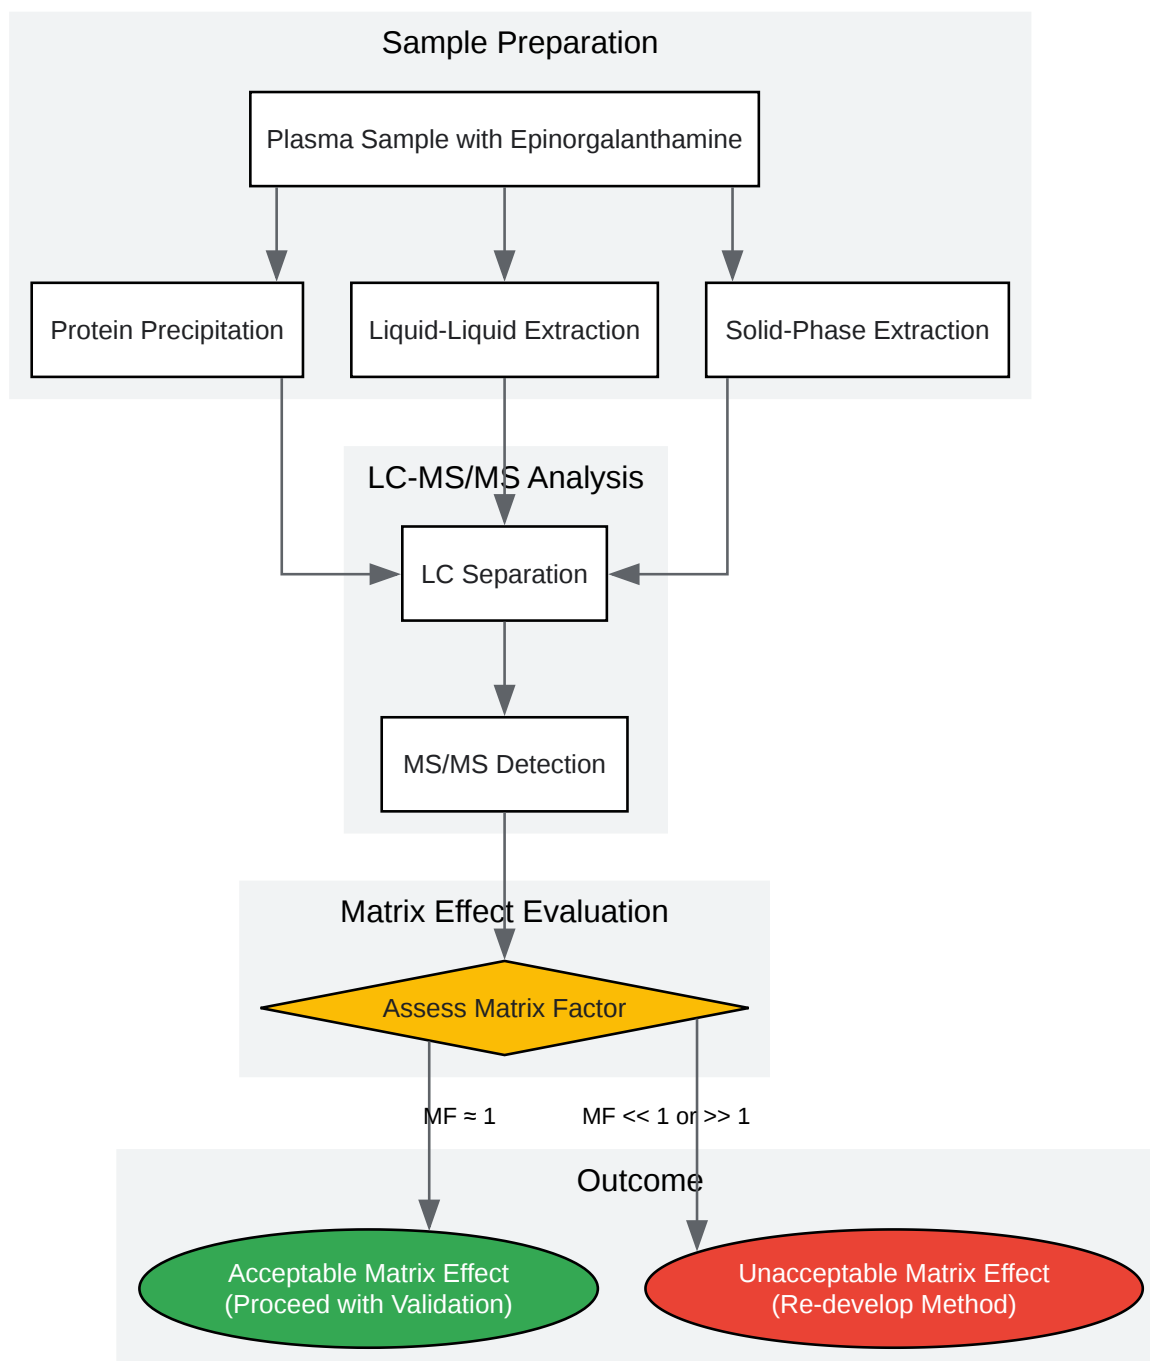 Sample Preparation
Plasma Sample with Epinorgalanthamine
Protein Precipitation
Liquid-Liquid Extraction
Solid-Phase Extraction
LC-MS/MS Analysis
LC Separation
MS/MS Detection
Matrix Effect Evaluation
Assess Matrix Factor
MF ≈ 1
MF << 1 or >> 1
Outcome
Acceptable Matrix Effect
(Proceed with Validation)
Unacceptable Matrix Effect
(Re-develop Method)